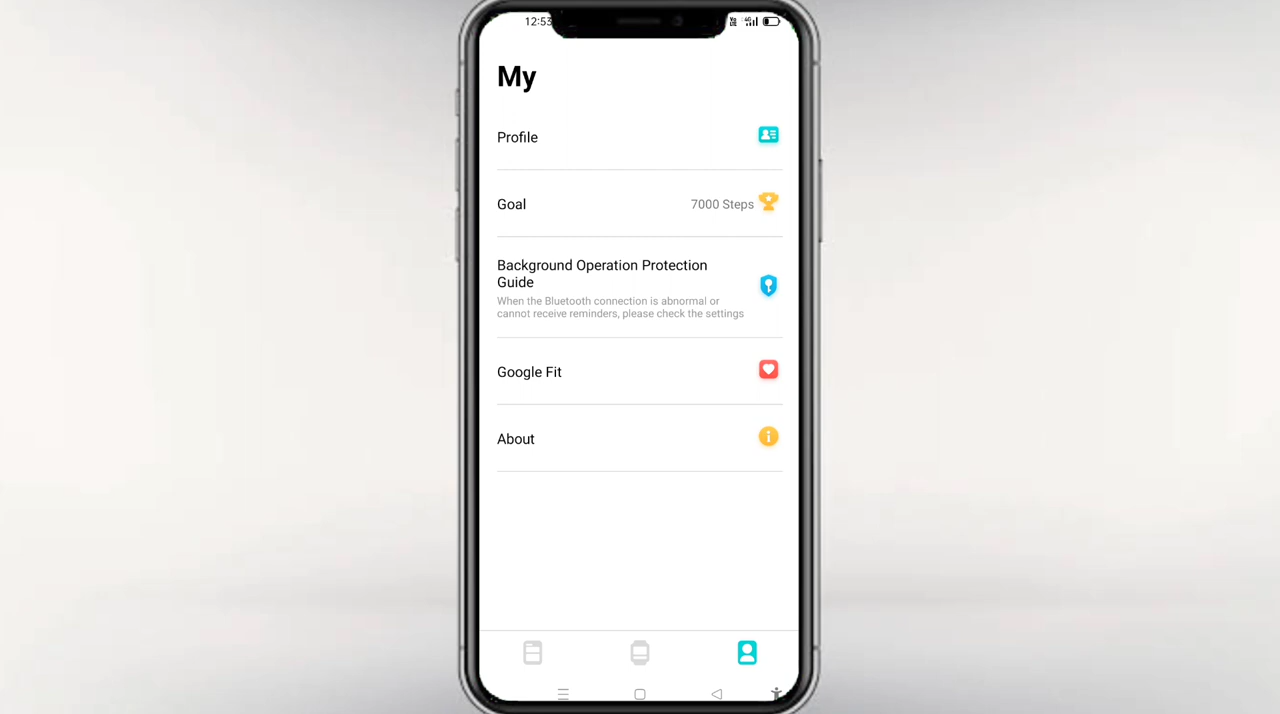 12:53
My
Profile
Goal
7000 Steps
Background Operation Protection
Guide
When the Bluetooth connection is abnormal or
cannot receive reminders, please check the settings
Google Fit
About